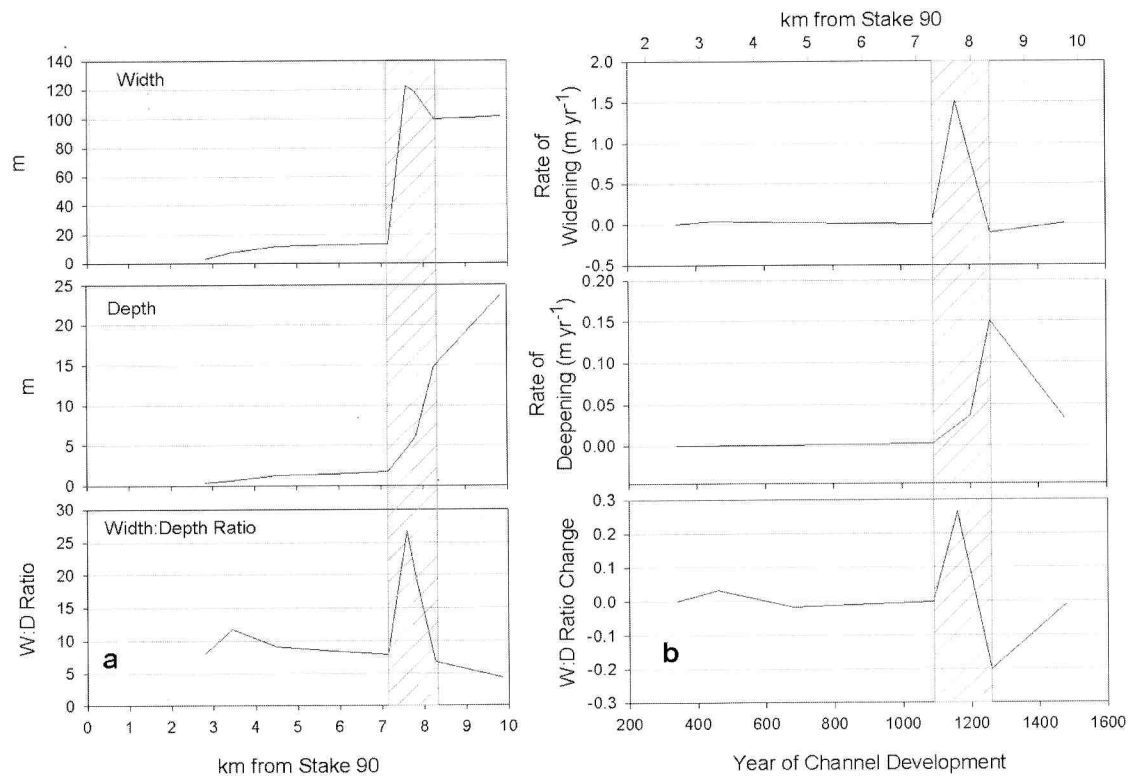 Width
140
120
100
80
60
40
20
0
m
Depth
25
20
15
10
5
0
m
Width:Depth Ratio
30
25
20
15
10
5
0
W:D Ratio
a
0 1 2 3 4 5 6 7 8 9 10
km from Stake 90
km from Stake 90
2 3 4 5 6 7 8 9 10
2.0
1.5
1.0
0.5
0.0
-0.5
Rate of
Widening (m yr⁻¹)
0.20
0.15
0.10
0.05
0.00
Rate of
Deepening (m yr⁻¹)
0.3
0.2
0.1
0.0
-0.1
-0.2
-0.3
W:D Ratio Change
b
200 400 600 800 1000 1200 1400 1600
Year of Channel Development